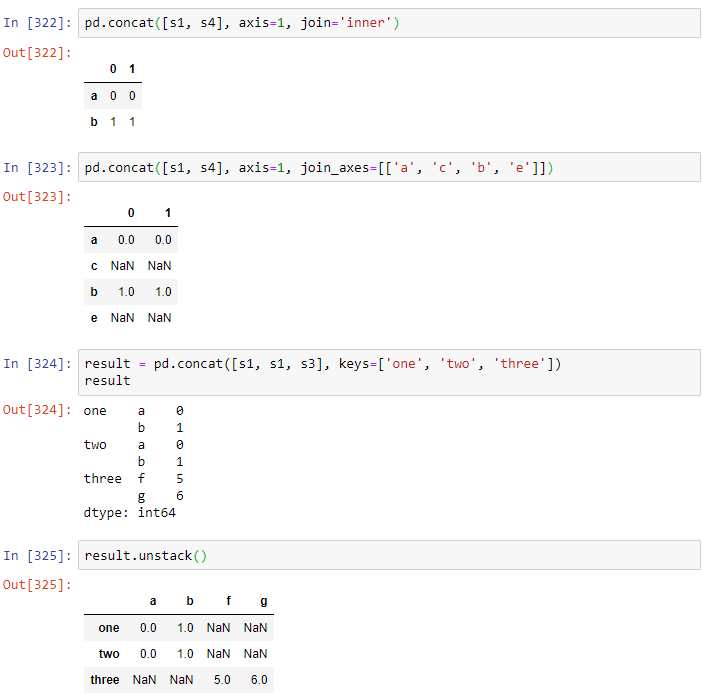 In [322]: pd.concat([s1, s4], axis=1, join='inner')
Out[322]:
0 1
a 0 0
b 1 1
In [323]: pd.concat([s1, s4], axis=1, join_axes=[['a', 'c', 'b', 'e']])
Out[323]:
0 1
a 0.0 0.0
c NaN NaN
b 1.0 1.0
e NaN NaN
In [324]: result = pd.concat([s1, s1, s3], keys=['one', 'two', 'three'])
result
Out[324]: one a 0
b 1
two a 0
b 1
three f 5
g 6
dtype: int64
In [325]: result.unstack()
Out[325]:
a b f g
one 0.0 1.0 NaN NaN
two 0.0 1.0 NaN NaN
three NaN NaN 5.0 6.0